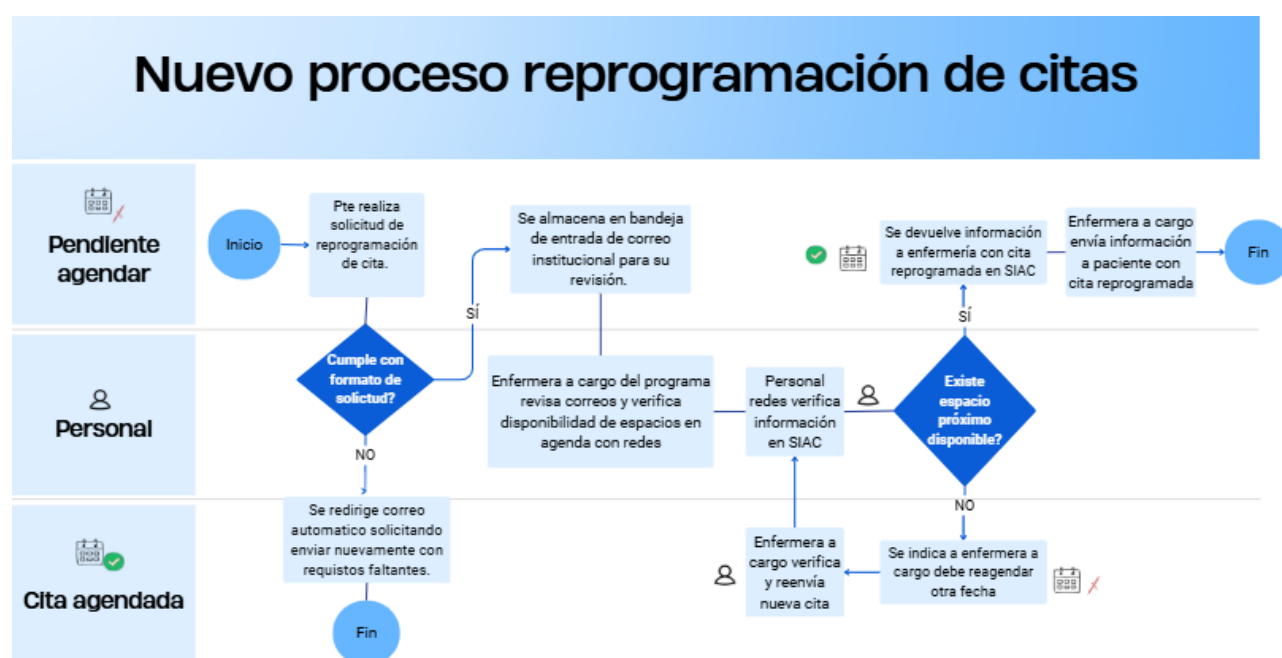 Nuevo proceso reprogramación de citas
Pendiente
agendar
Inicio
Pte realiza
solicitud de
reprogramación
de cita.
Se almacena en bandeja
de entrada de correo
institucional para su
revisión.
Se devuelve información
a enfermería con cita
reprogramada en SIAC
Enfermera a cargo
envía información
a paciente con
cita reprogramada
Fin
SÍ
SÍ
Personal
Cumple con
formato de
solictud?
Enfermera a cargo del programa
revisa correos y verifica
disponibilidad de espacios en
agenda con redes
Personal
redes verifica
información
en SIAC
Existe
espacio
próximo
disponible?
NO
NO
Cita agendada
Se redirige correo
automatico solicitando
enviar nuevamente con
requistos faltantes.
Fin
Enfermera a
cargo verifica
y reenvía
nueva cita
Se indica a enfermera a
cargo debe reagendar
otra fecha